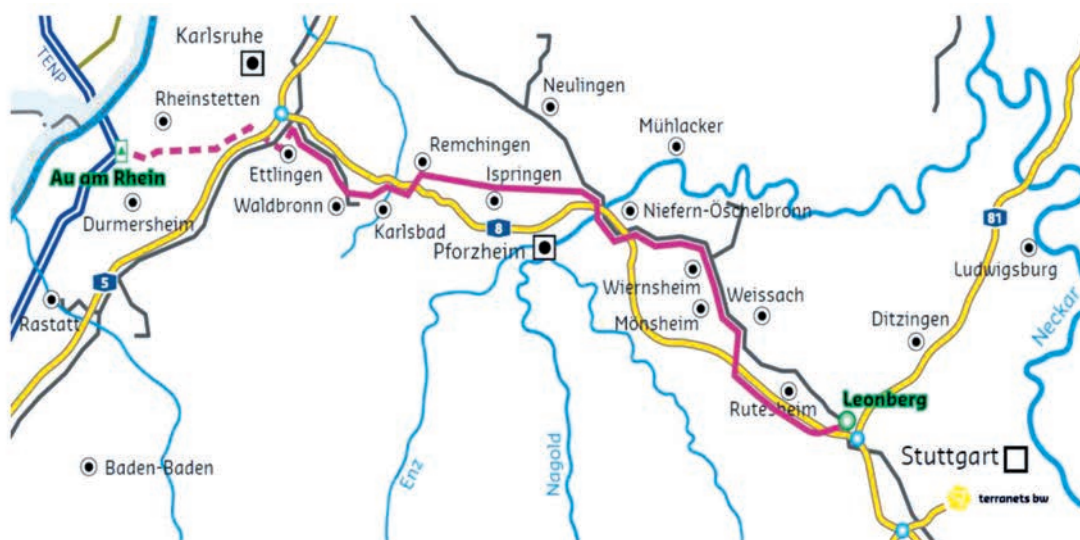 Karlsruhe
TENP
Neulingen
Rheinstetten
Mühlacker
Remchingen
Au am Rhein
Ettlingen
Ispringen
Durmersheim
Waldbronn
Karlsbad
Niefern-Öschelbronn
81
8
Pforzheim
Ludwigsburg
5
Wiernsheim
Weissach
Rastatt
Mönsheim
Ditzingen
Neckar
Rutesheim
Leonberg
Baden-Baden
Enz
Nagold
Stuttgart
terranets bw